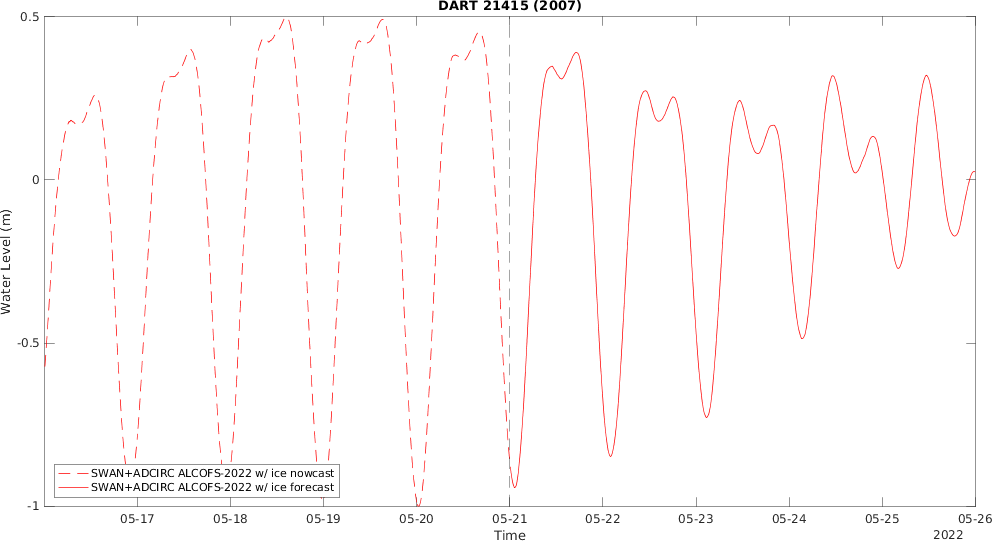 DART 21415 (2007)
0.5
0
-0.5
-1
Water Level (m)
SWAN+ADCIRC ALCOFS-2022 w/ ice nowcast
SWAN+ADCIRC ALCOFS-2022 w/ ice forecast
05-17 05-18 05-19 05-20 05-21 05-22 05-23 05-24 05-25 05-26
Time
2022